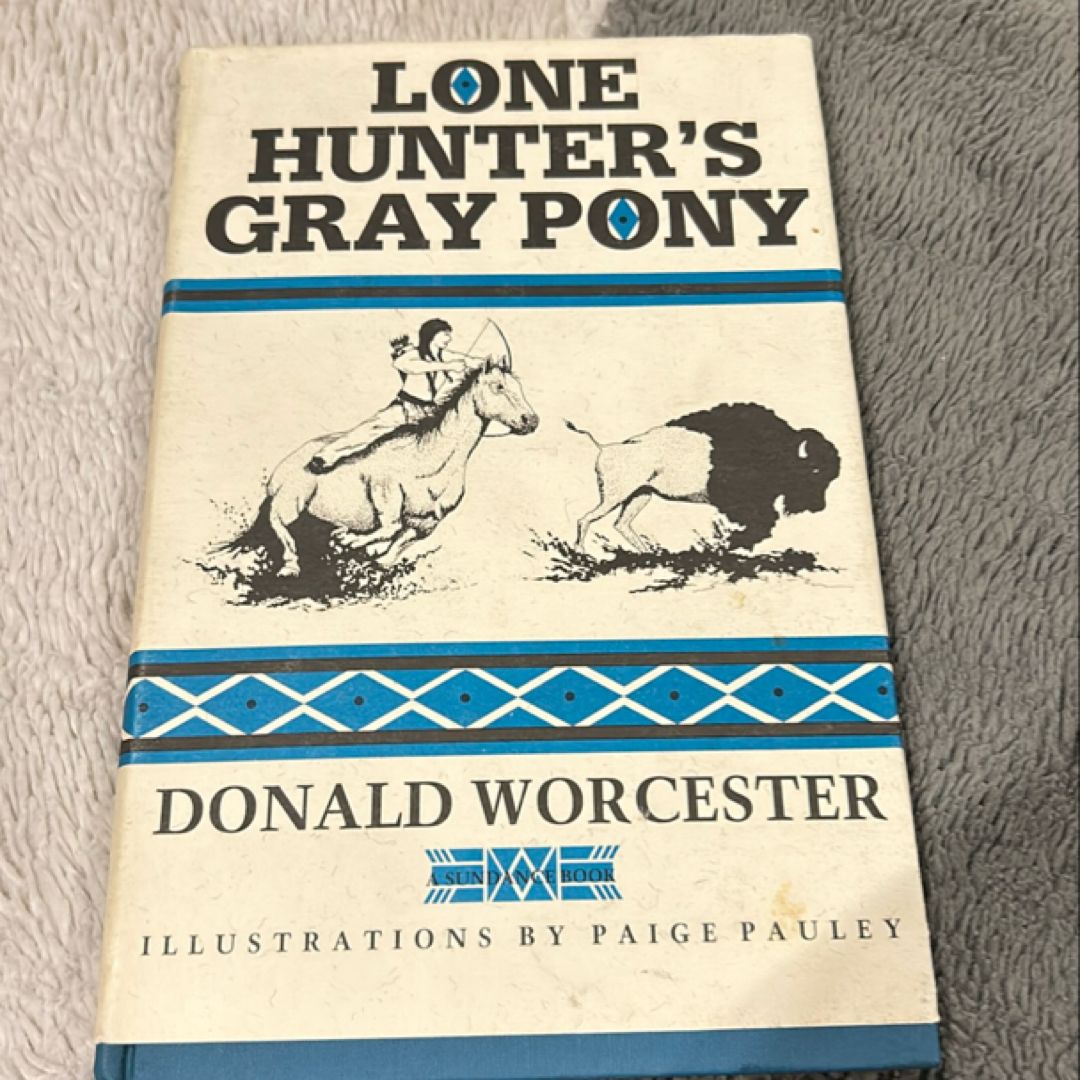 LONE
HUNTER'S
GRAY PONY
DONALD WORCESTER
A SUNDANCE BOOK
ILLUSTRATIONS BY PAIGE PAULEY